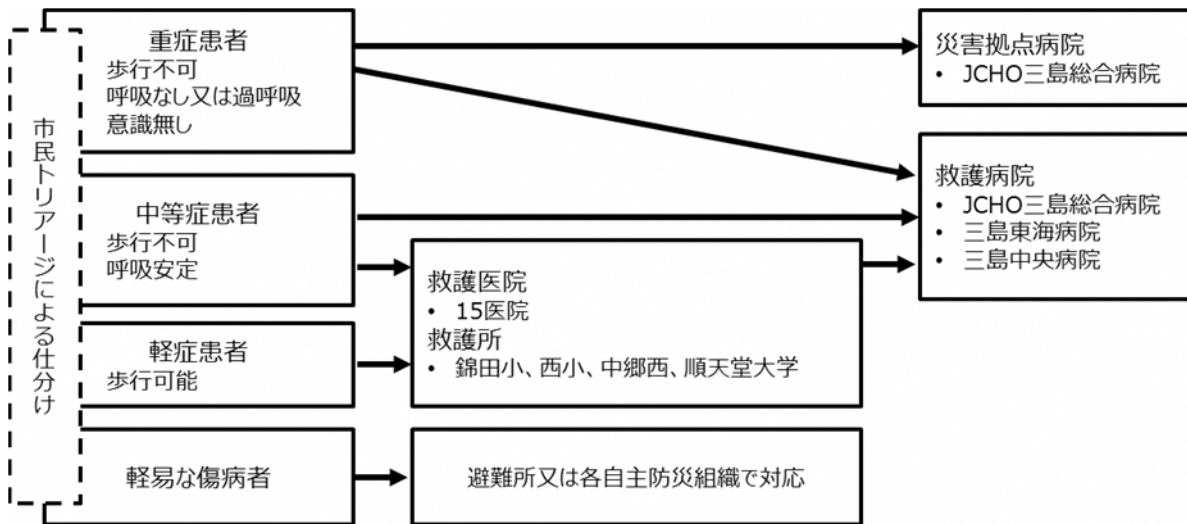 市民トリアージによる仕分け
重症患者
歩行不可
呼吸なし又は過呼吸
意識無し
中等症患者
歩行不可
呼吸安定
軽症患者
歩行可能
軽易な傷病者
救護医院
• 15医院
救護所
• 錦田小、西小、中郷西、順天堂大学
避難所又は各自主防災組織で対応
災害拠点病院
• JCHO三島総合病院
救護病院
• JCHO三島総合病院
• 三島東海病院
• 三島中央病院